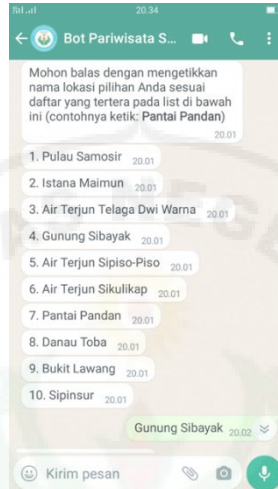 20.34
Bot Pariwisata S...
Mohon balas dengan mengetikkan
nama lokasi pilihan Anda sesuai
daftar yang tertera pada list di bawah
ini (contohnya ketik: Pantai Pandan)
20.01
1. Pulau Samosir 20.01
2. Istana Maimun 20.01
3. Air Terjun Telaga Dwi Warna 20.01
4. Gunung Sibayak 20.01
5. Air Terjun Sipiso-Piso 20.01
6. Air Terjun Sikulikap 20.01
7. Pantai Pandan 20.01
8. Danau Toba 20.01
9. Bukit Lawang 20.01
10. Sipinsur 20.01
Gunung Sibayak 20.02
Kirim pesan